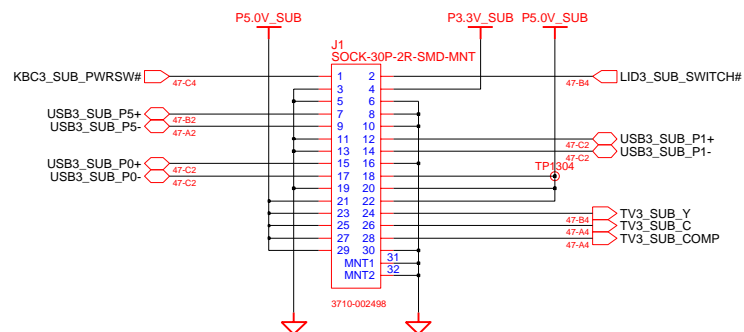 P5.0V_SUB P3.3V_SUB P5.0V_SUB
J1
SOCK-30P-2R-SMD-MNT
KBC3_SUB_PWRSW# 47-C4 1 2 47-B4 LID3_SUB_SWITCH#
3 4
5 6
USB3_SUB_P5+ 47-B2 7 8
USB3_SUB_P5- 47-A2 9 10
11 12 47-C2 USB3_SUB_P1+
13 14 47-C2 USB3_SUB_P1-
USB3_SUB_P0+ 47-C2 15 16
USB3_SUB_P0- 47-C2 17 18 TP1304
19 20
21 22
23 24 47-B4 TV3_SUB_Y
25 26 47-A4 TV3_SUB_C
27 28 47-A4 TV3_SUB_COMP
29 30
MNT1 31
MNT2 32
3710-002498